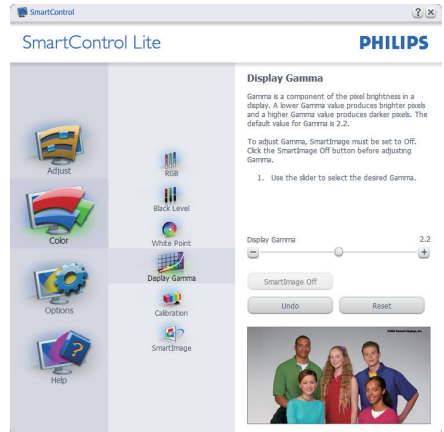 SmartControl
SmartControl Lite
PHILIPS
Adjust
Color
Options
Help
RGB
Black Level
White Point
Display Gamma
Calibration
SmartImage
Display Gamma
Gamma is a component of the pixel brightness in a
display. A lower Gamma value produces brighter pixels
and a higher Gamma value produces darker pixels. The
default value for Gamma is 2.2.
To adjust Gamma, SmartImage must be set to Off.
Click the SmartImage Off button before adjusting
Gamma.
1. Use the slider to select the desired Gamma.
Display Gamma 2.2
SmartImage Off
Undo Reset